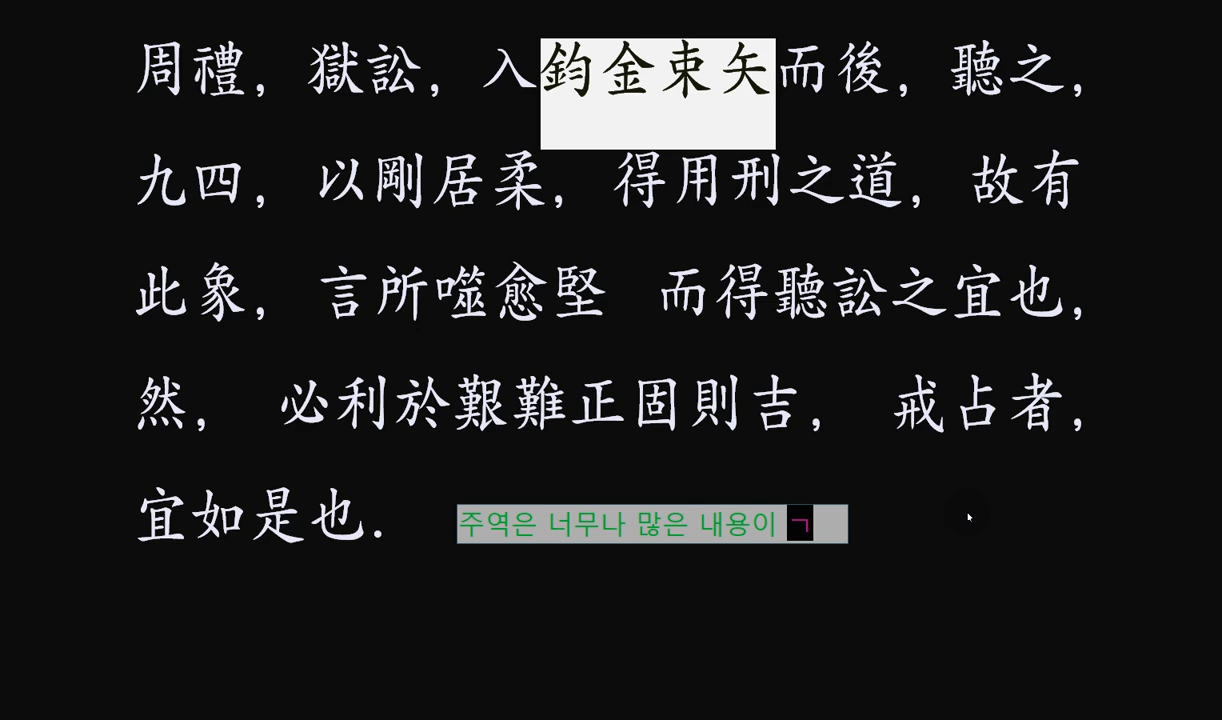 周禮, 獄訟, 入鈞金束矢而後, 聽之,
九四, 以剛居柔, 得用刑之道, 故有
此象, 言所噬愈堅 而得聽訟之宜也,
然, 必利於艱難正固則吉, 戒占者,
宜如是也.
주역은 너무나 많은 내용이 ㄱ